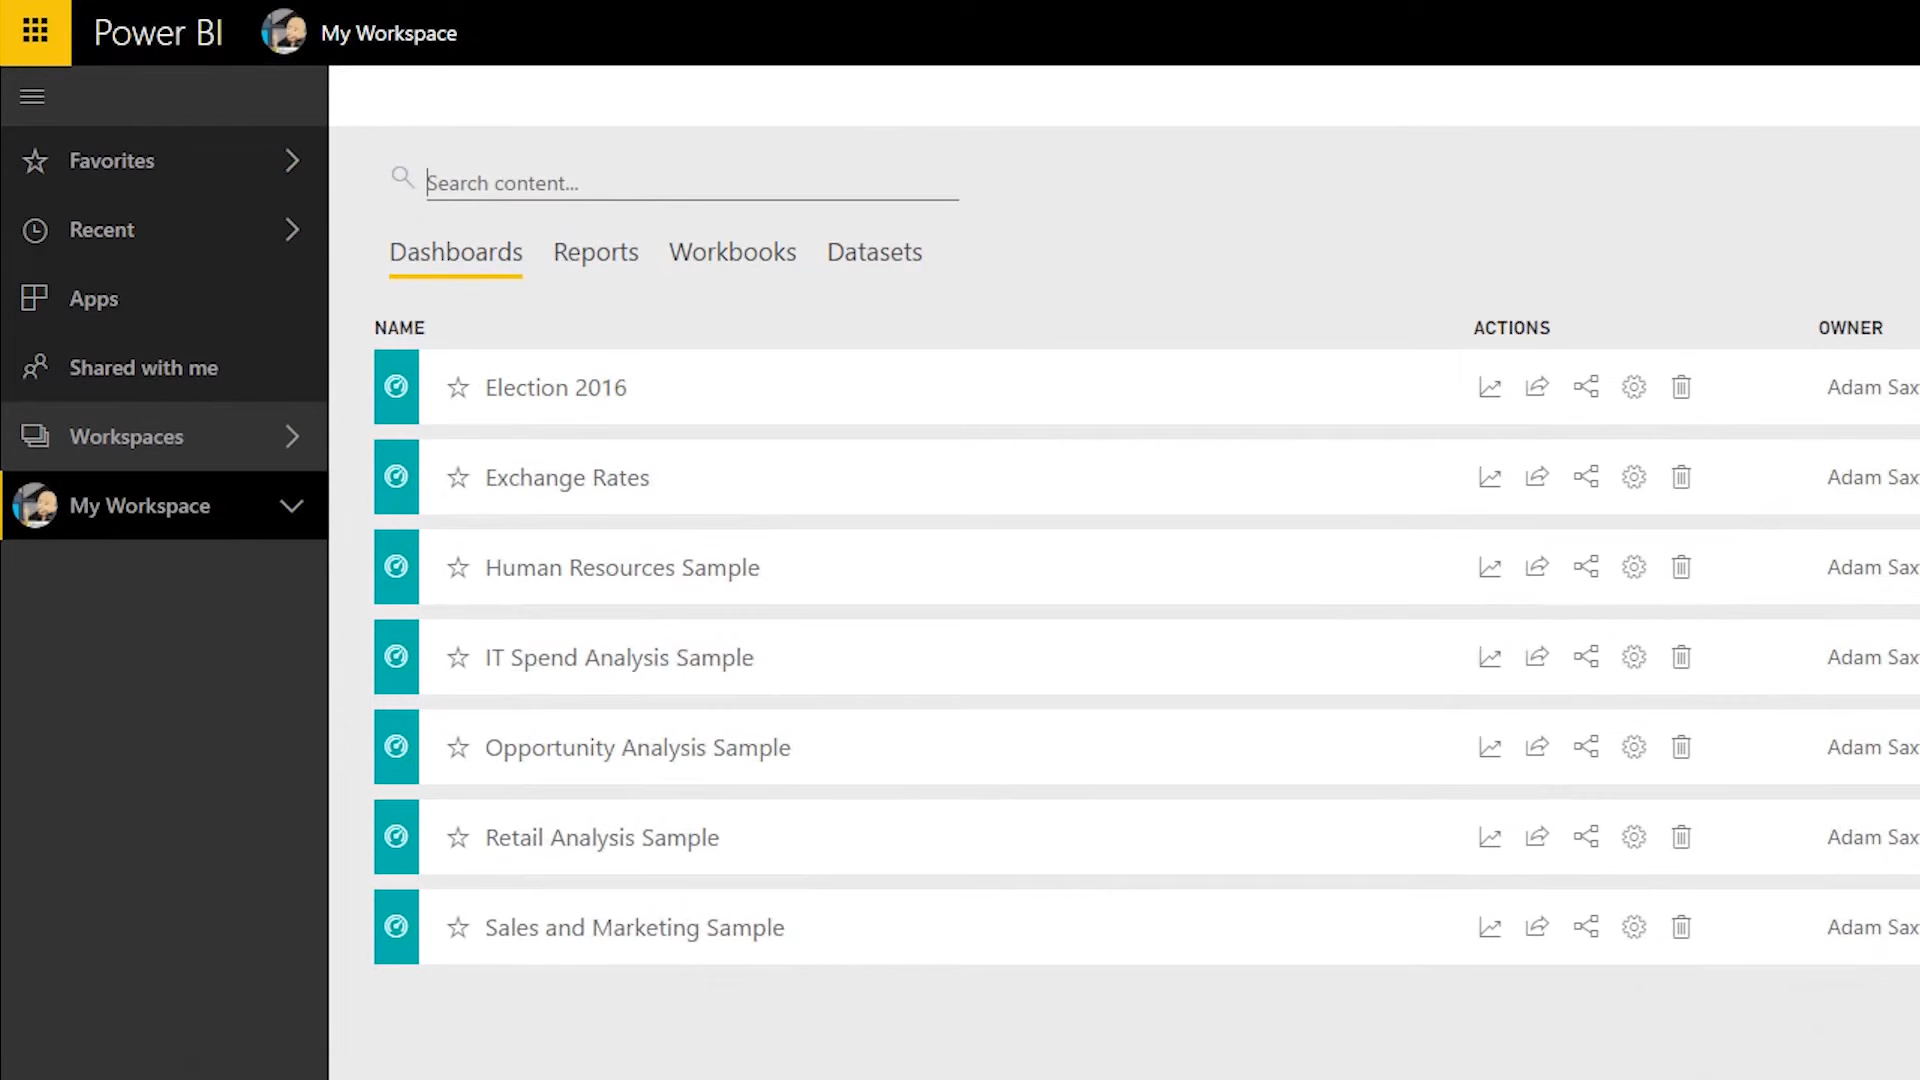 Power BI My Workspace
Favorites
Recent
Apps
Shared with me
Workspaces
My Workspace
Search content...
Dashboards Reports Workbooks Datasets
NAME ACTIONS OWNER
Election 2016 Adam Sax
Exchange Rates Adam Sax
Human Resources Sample Adam Sax
IT Spend Analysis Sample Adam Sax
Opportunity Analysis Sample Adam Sax
Retail Analysis Sample Adam Sax
Sales and Marketing Sample Adam Sax